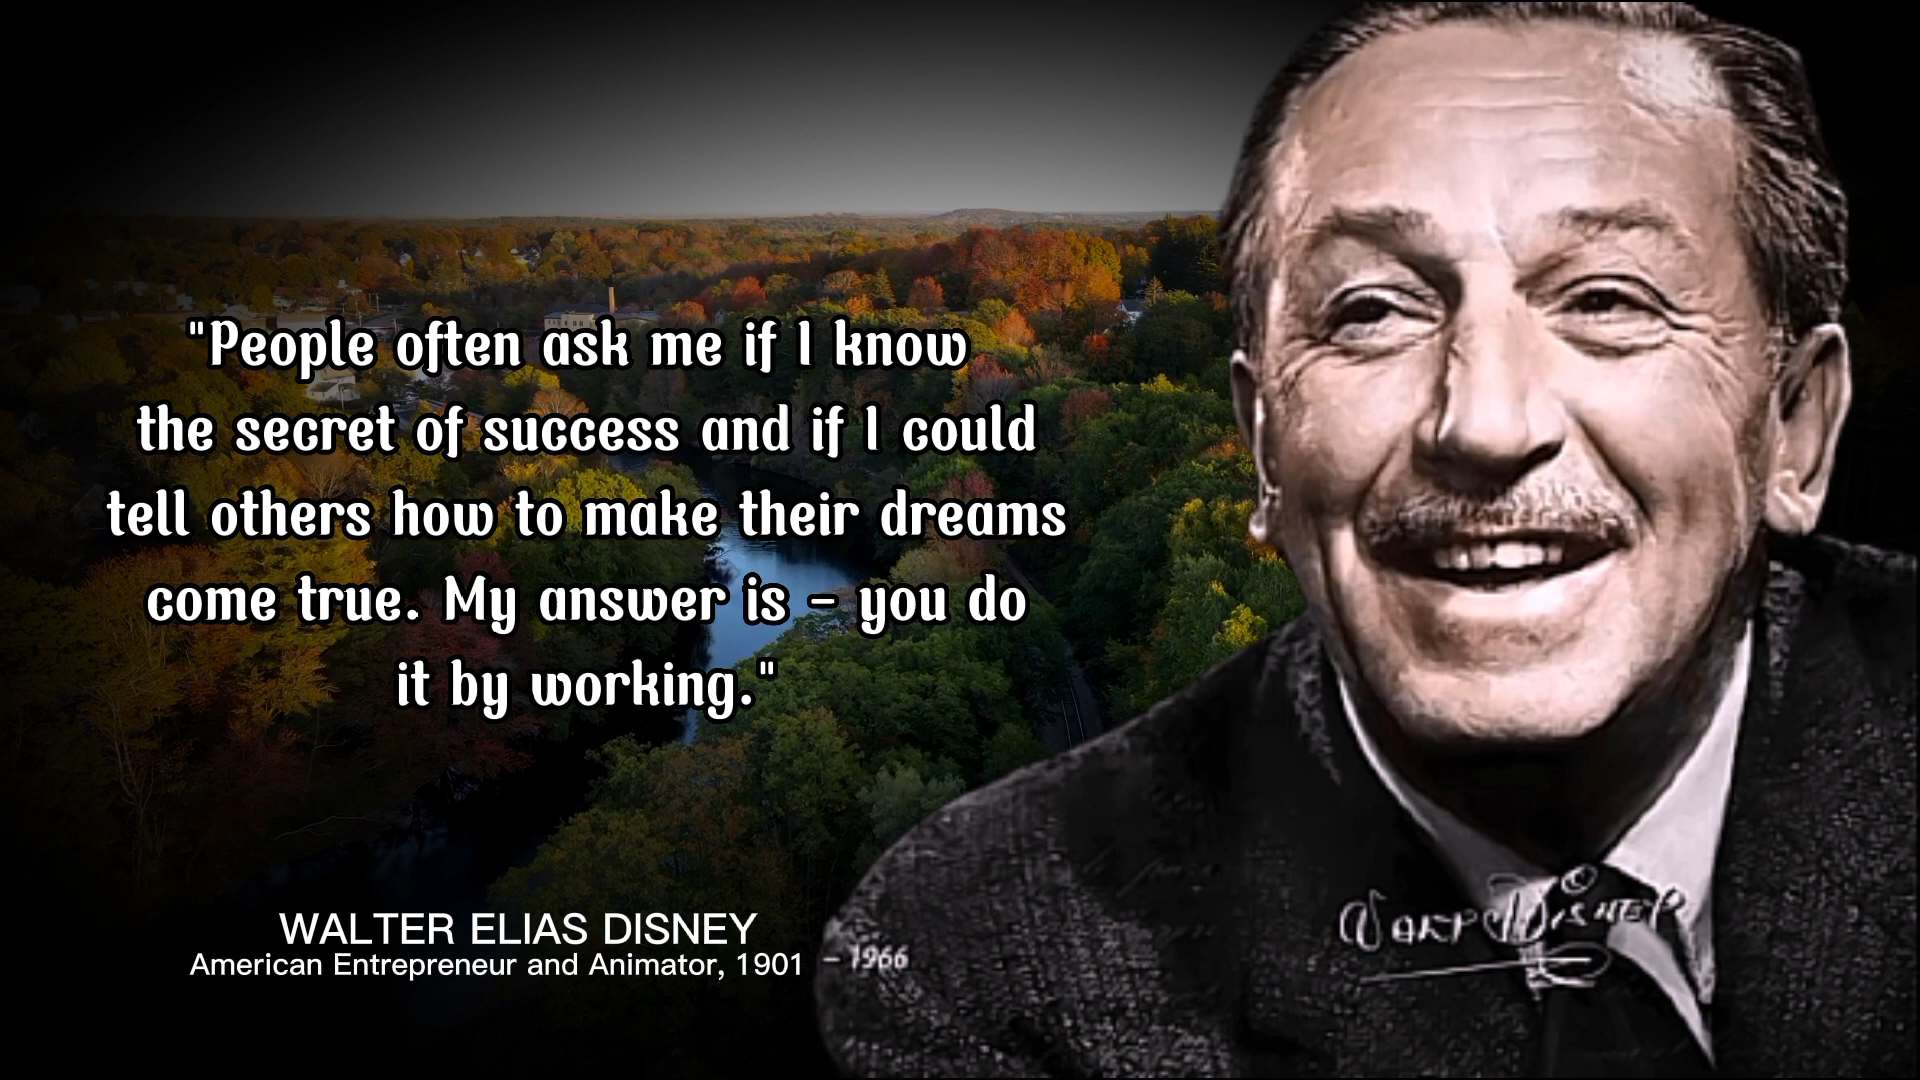 "People often ask me if I know
the secret of success and if I could
tell others how to make their dreams
come true. My answer is – you do
it by working."
WALTER ELIAS DISNEY
American Entrepreneur and Animator, 1901 – 1966